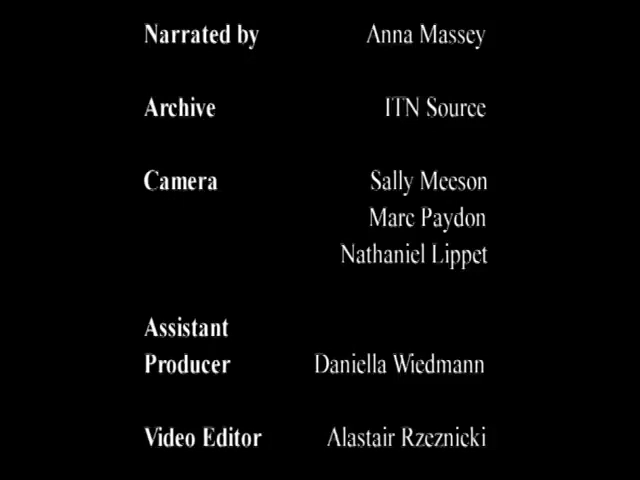 Narrated by Anna Massey
Archive ITN Source
Camera Sally Meeson
Marc Paydon
Nathaniel Lippet
Assistant
Producer Daniella Wiedmann
Video Editor Alastair Rzeznicki